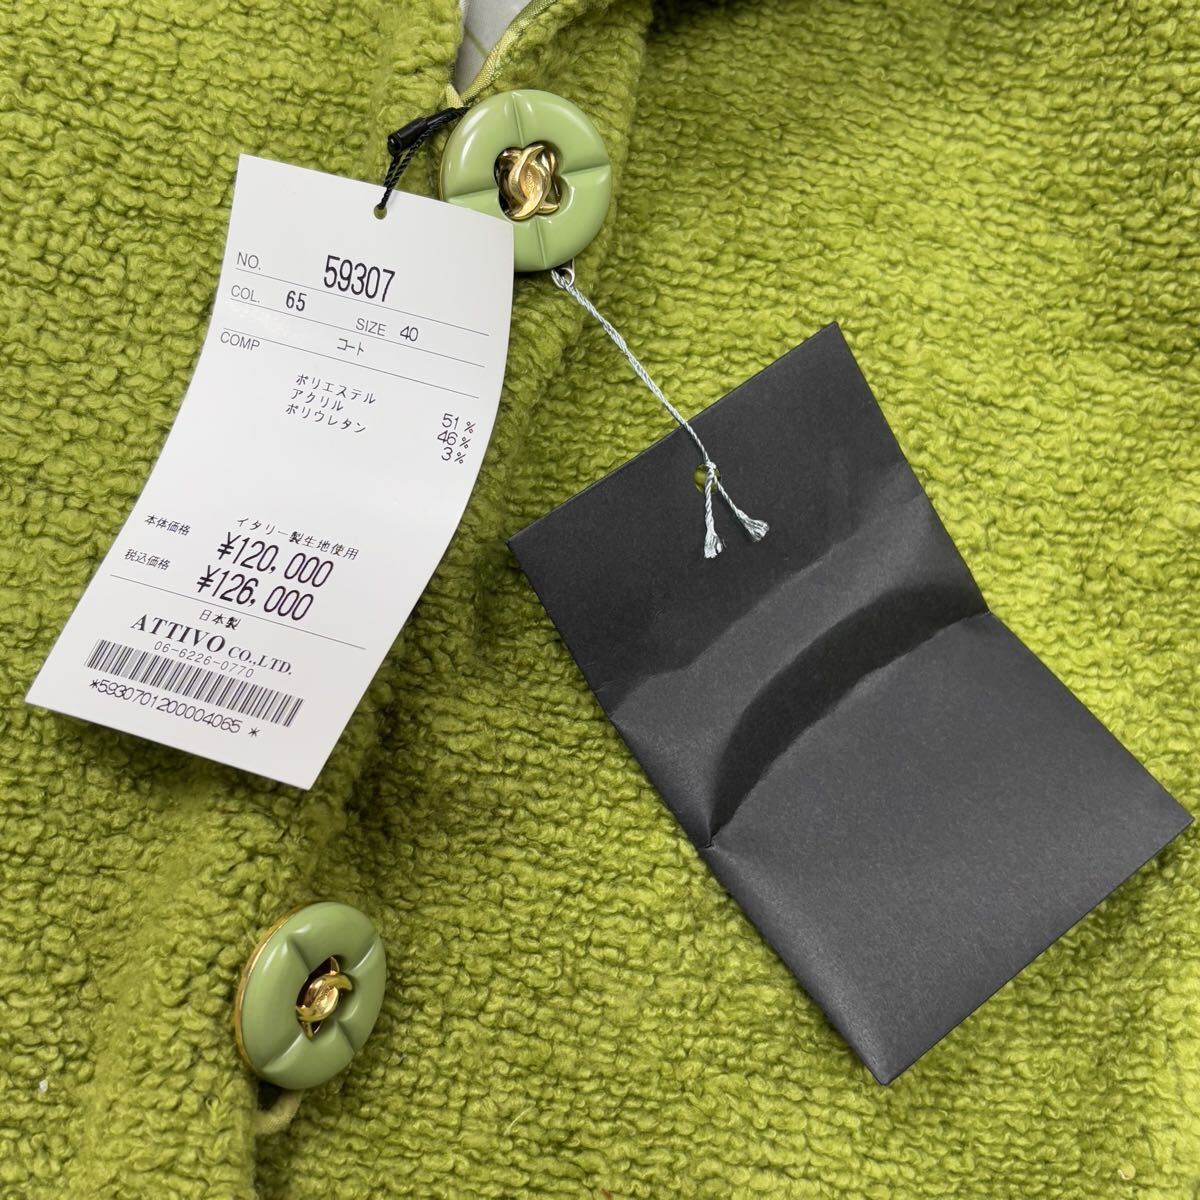 NO. 59307
COL. 65 SIZE 40
COMP コート
ポリエステル 51%
アクリル 46%
ポリウレタン 3%
イタリー製生地使用
本体価格 ¥120,000
税込価格 ¥126,000
日本製
ATTIVO CO.,LTD.
06-6226-0770
*5930701200004065*